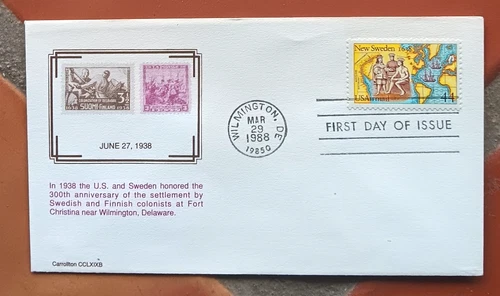 SUOMI FINLAND
JUNE 27, 1938
In 1938 the U.S. and Sweden honored the
300th anniversary of the settlement by
Swedish and Finnish colonists at Fort
Christina near Wilmington, Delaware.
Carrollton CCLXIXB
WILMINGTON, DE
MAR
29
1988
19850
New Sweden 1638
USAirmail 44
FIRST DAY OF ISSUE